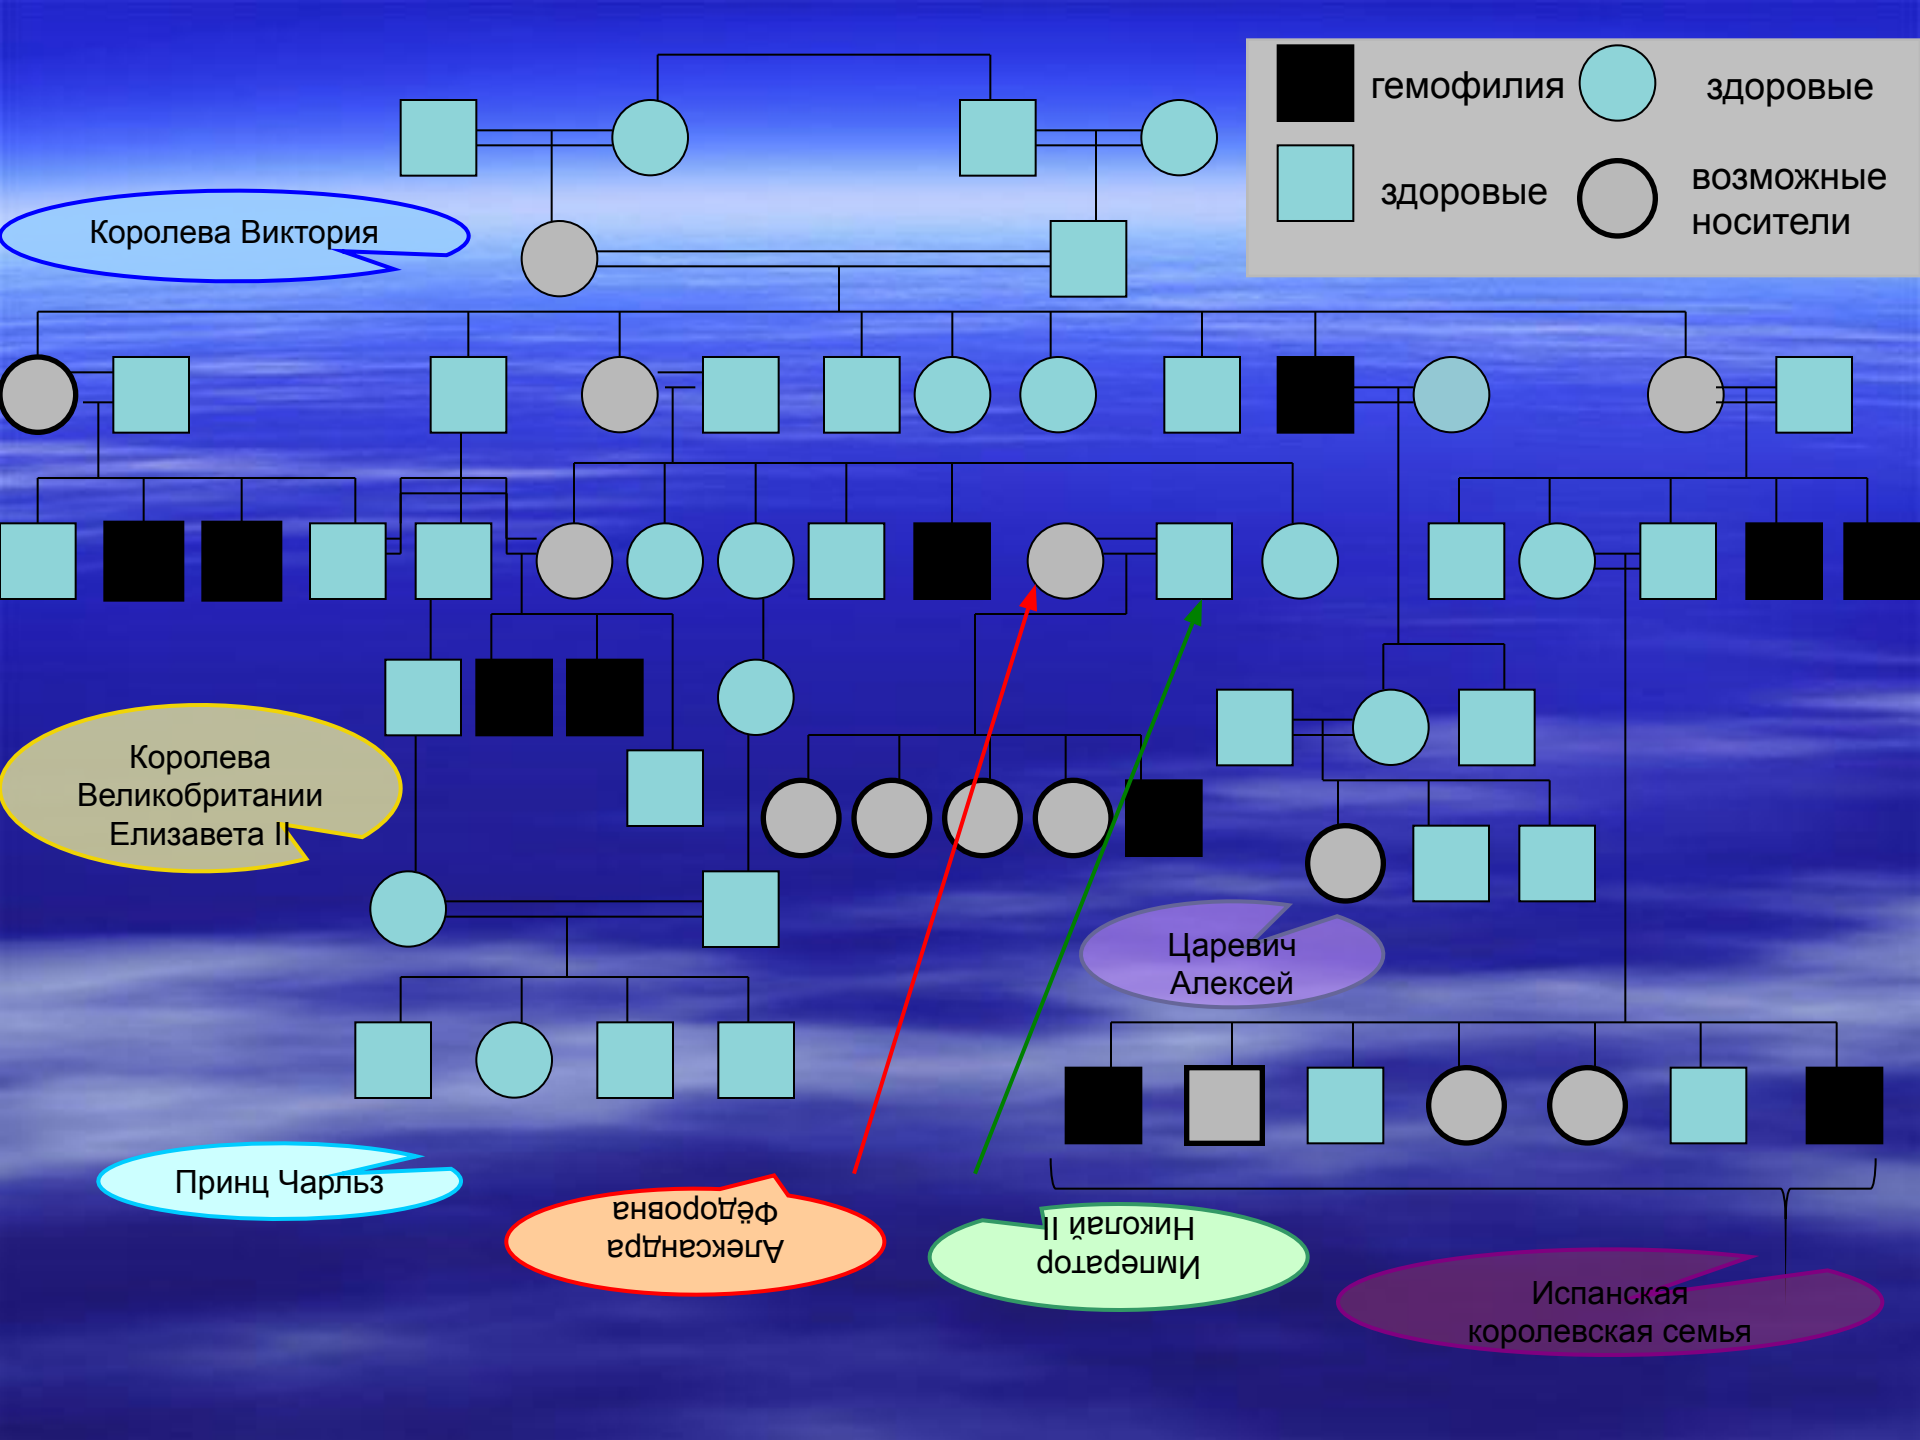 гемофилия
здоровые
здоровые
возможные
носители
Королева Виктория
Королева
Великобритании
Елизавета II
Царевич
Алексей
Принц Чарльз
Александра
Фёдоровна
Император
Николай II
Испанская
королевская семья